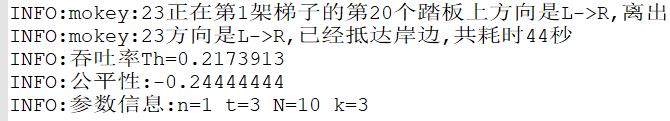 INFO:mokey:23正在第1架梯子的第20个踏板上方向是L->R,离出
INFO:mokey:23方向是L->R,已经抵达岸边,共耗时44秒
INFO:吞吐率Th=0.2173913
INFO:公平性:-0.24444444
INFO:参数信息:n=1 t=3 N=10 k=3